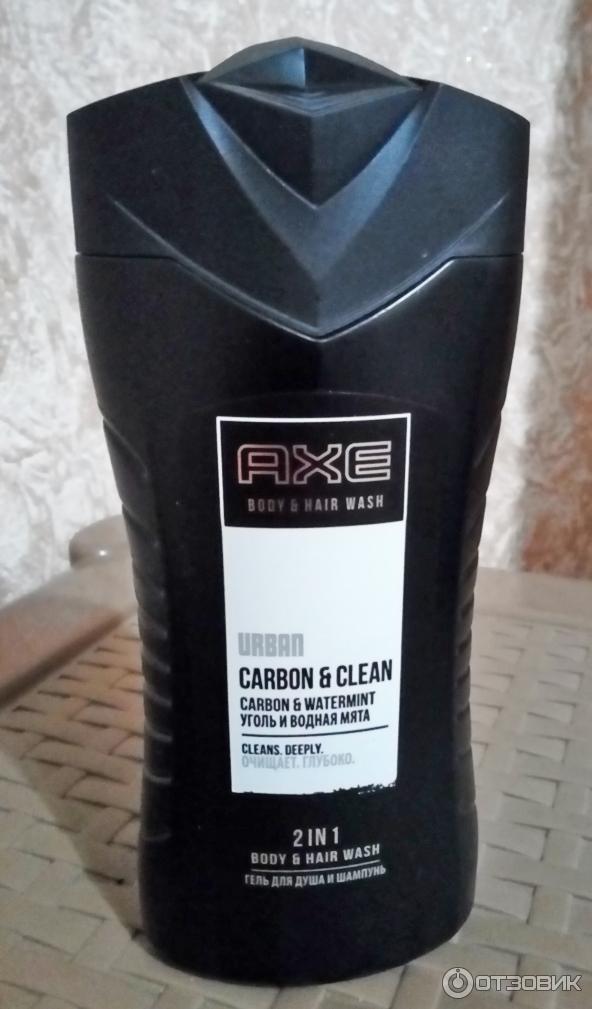 AXE
BODY & HAIR WASH
URBAN
CARBON & CLEAN
CARBON & WATERMINT
УГОЛЬ И ВОДНАЯ МЯТА
CLEANS. DEEPLY.
ОЧИЩАЕТ. ГЛУБОКО.
2 IN 1
BODY & HAIR WASH
ГЕЛЬ ДЛЯ ДУША И ШАМПУНЬ
ОТЗОВИК